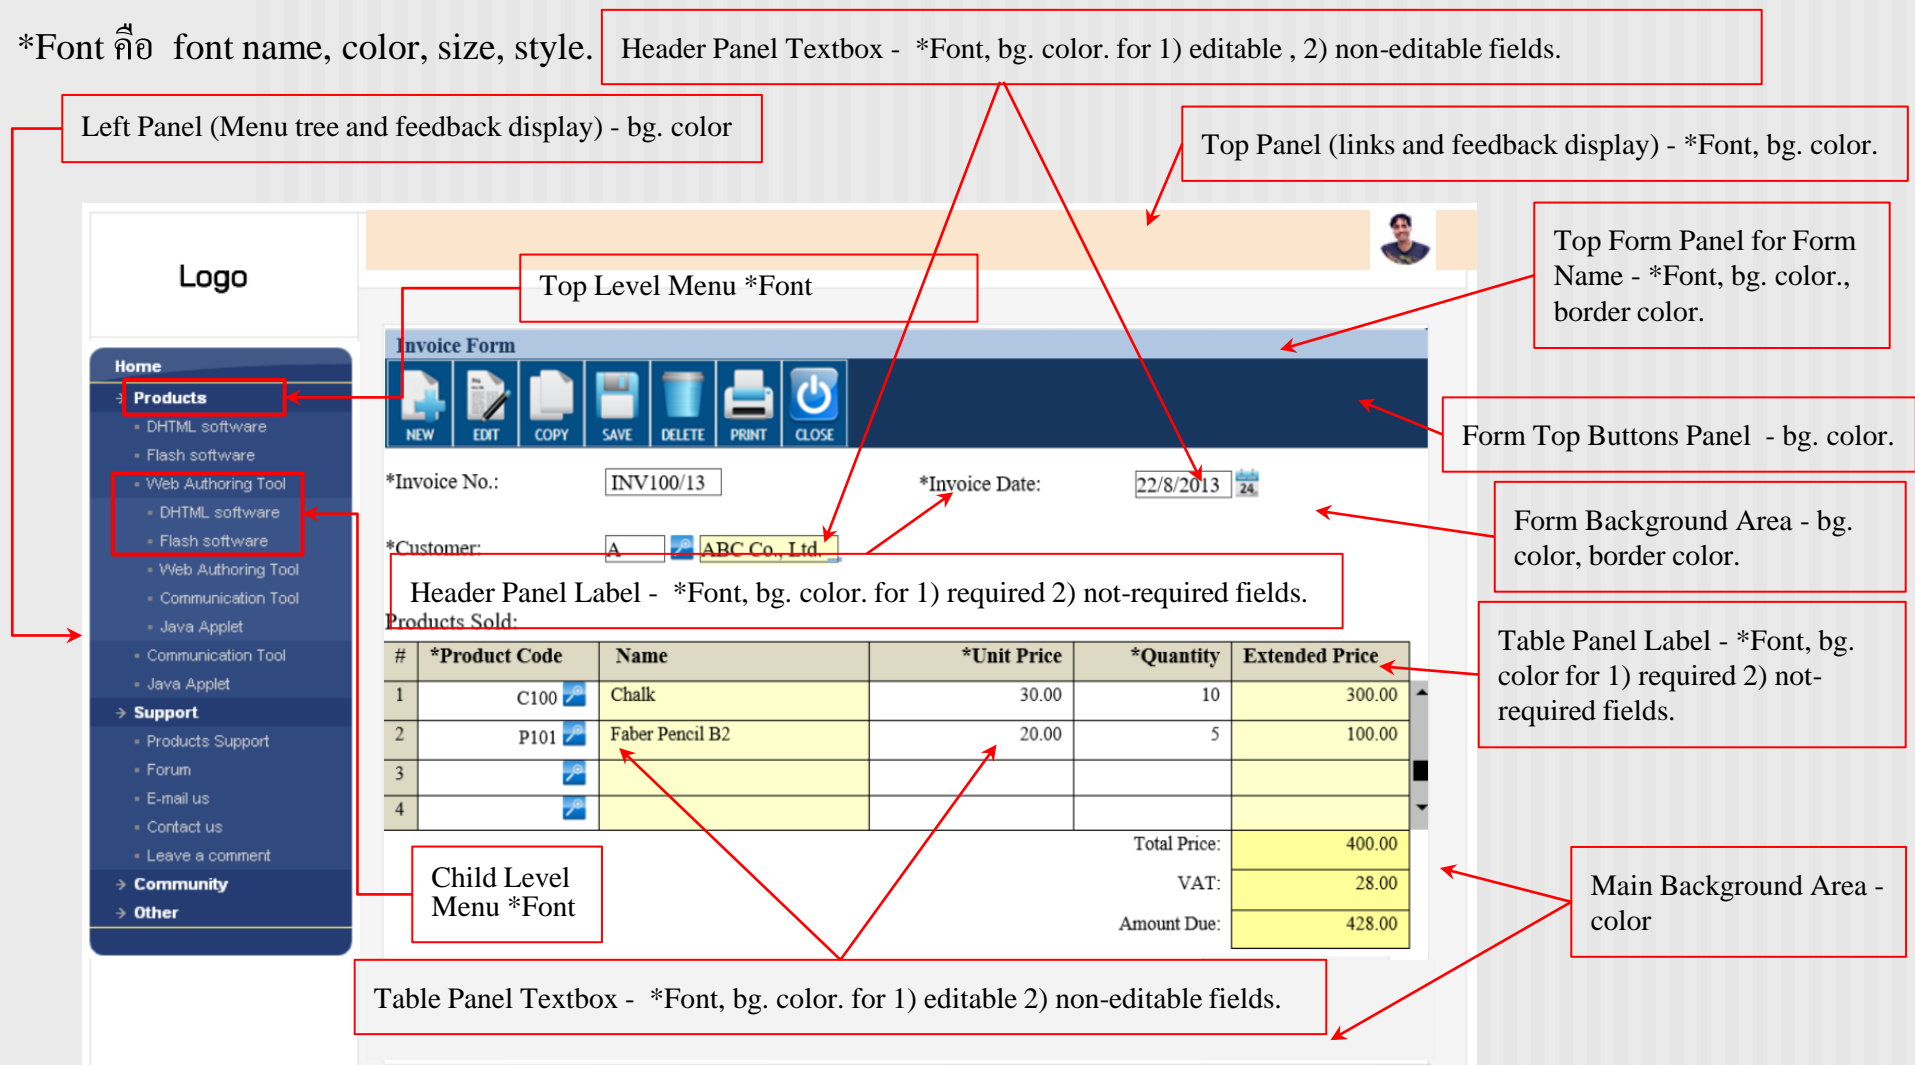 *Font คือ font name, color, size, style.
Header Panel Textbox - *Font, bg. color. for 1) editable , 2) non-editable fields.
Left Panel (Menu tree and feedback display) - bg. color
Top Panel (links and feedback display) - *Font, bg. color.
Logo
Top Level Menu *Font
Top Form Panel for Form
Name - *Font, bg. color.,
border color.
Invoice Form
NEW EDIT COPY SAVE DELETE PRINT CLOSE
Form Top Buttons Panel - bg. color.
Home
Products
DHTML software
Flash software
Web Authoring Tool
DHTML software
Flash software
Web Authoring Tool
Communication Tool
Java Applet
Communication Tool
Java Applet
Support
Products Support
Forum
E-mail us
Contact us
Leave a comment
Community
Other
*Invoice No.: INV100/13 *Invoice Date: 22/8/2013 24
Form Background Area - bg.
color, border color.
*Customer: A ABC Co., Ltd.
Header Panel Label - *Font, bg. color. for 1) required 2) not-required fields.
Products Sold:
# *Product Code Name *Unit Price *Quantity Extended Price
1 C100 Chalk 30.00 10 300.00
2 P101 Faber Pencil B2 20.00 5 100.00
3
4
Total Price: 400.00
VAT: 28.00
Amount Due: 428.00
Table Panel Label - *Font, bg.
color for 1) required 2) not-
required fields.
Child Level
Menu *Font
Main Background Area -
color
Table Panel Textbox - *Font, bg. color. for 1) editable 2) non-editable fields.